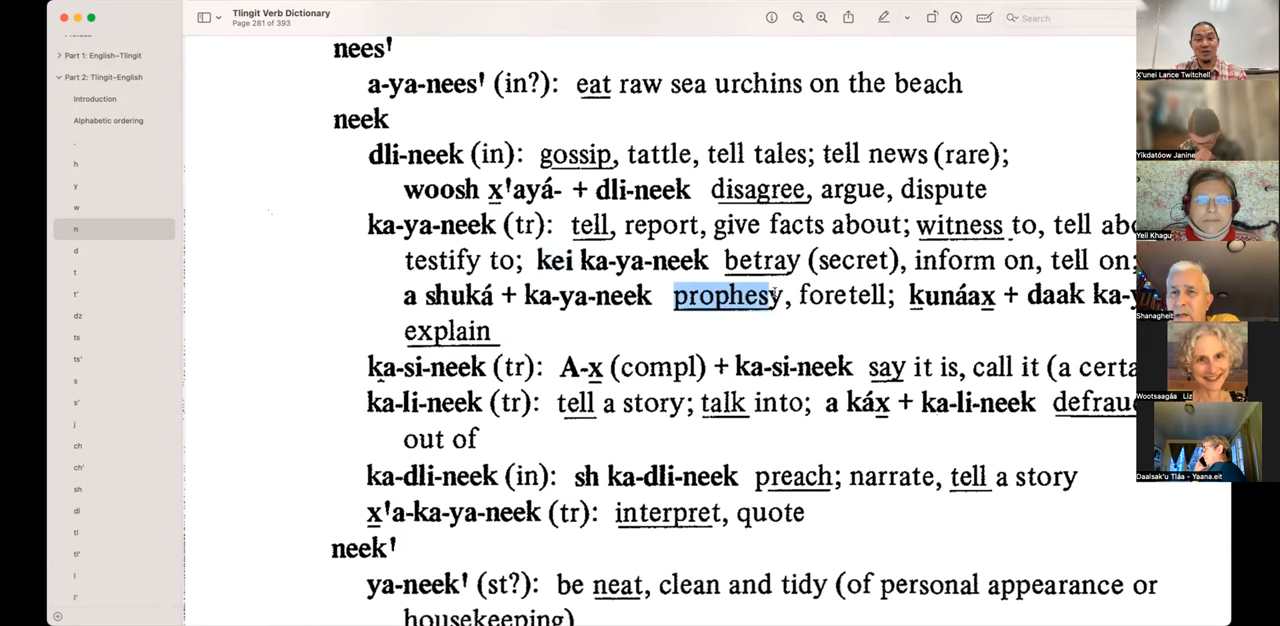 Tlingit Verb Dictionary
Page 281 of 393
Search
Part 1: English–Tlingit
Part 2: Tlingit–English
Introduction
Alphabetic ordering
.
h
y
w
n
d
t
t'
dz
ts
ts'
s
s'
j
ch
ch'
sh
dl
tl
tl'
l
l'
nees'
a-ya-nees' (in?): eat raw sea urchins on the beach
neek
dli-neek (in): gossip, tattle, tell tales; tell news (rare);
woosh x̲'ayá- + dli-neek disagree, argue, dispute
ka-ya-neek (tr): tell, report, give facts about; witness to, tell abo
testify to; kei ka-ya-neek betray (secret), inform on, tell on;
a shuká + ka-ya-neek prophesy, foretell; ḵunáax̲ + daak ka-y
explain
ka-si-neek (tr): A-x̲ (compl) + ka-si-neek say it is, call it (a certa
ka-li-neek (tr): tell a story; talk into; a káx̲ + ka-li-neek defraud
out of
ka-dli-neek (in): sh ka-dli-neek preach; narrate, tell a story
x̲'a-ka-ya-neek (tr): interpret, quote
neek'
ya-neek' (st?): be neat, clean and tidy (of personal appearance or
housekeeping)
X̱'unei Lance Twitchell
Yikdatóow Janine
Yeil Khagu
Shanagheit
Wootsaagáa Liz
Daalsak'u Tláa - Yaana.eit